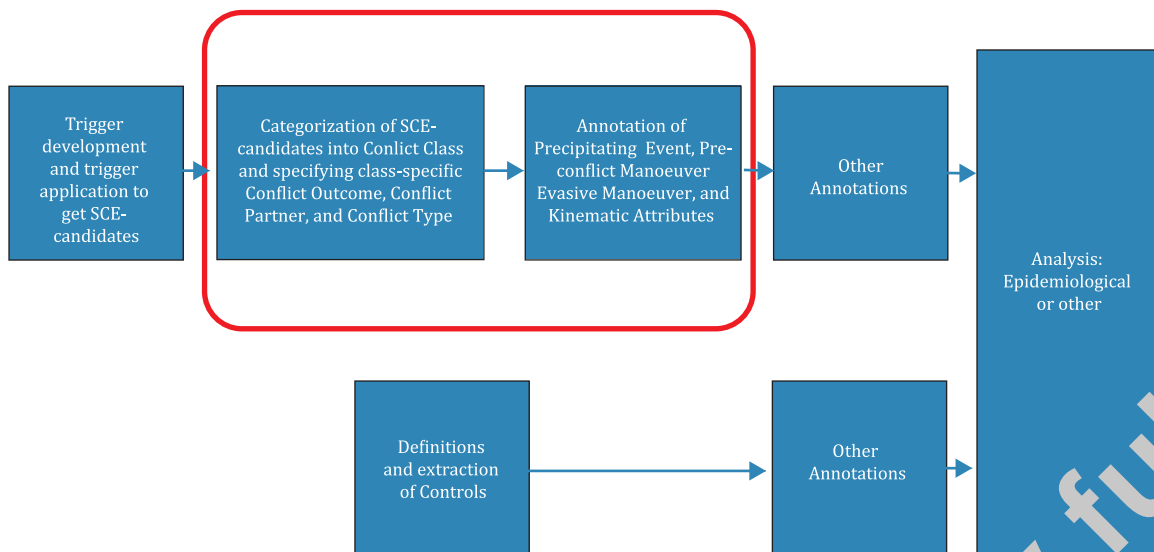 Trigger
development
and trigger
application to
get SCE-
candidates
Categorization of SCE-
candidates into Conlict Class
and specifying class-specific
Conflict Outcome, Conflict
Partner, and Conflict Type
Annotation of
Precipitating Event, Pre-
conflict Manoeuver
Evasive Manoeuver, and
Kinematic Attributes
Other
Annotations
Analysis:
Epidemiological
or other
Definitions
and extraction
of Controls
Other
Annotations